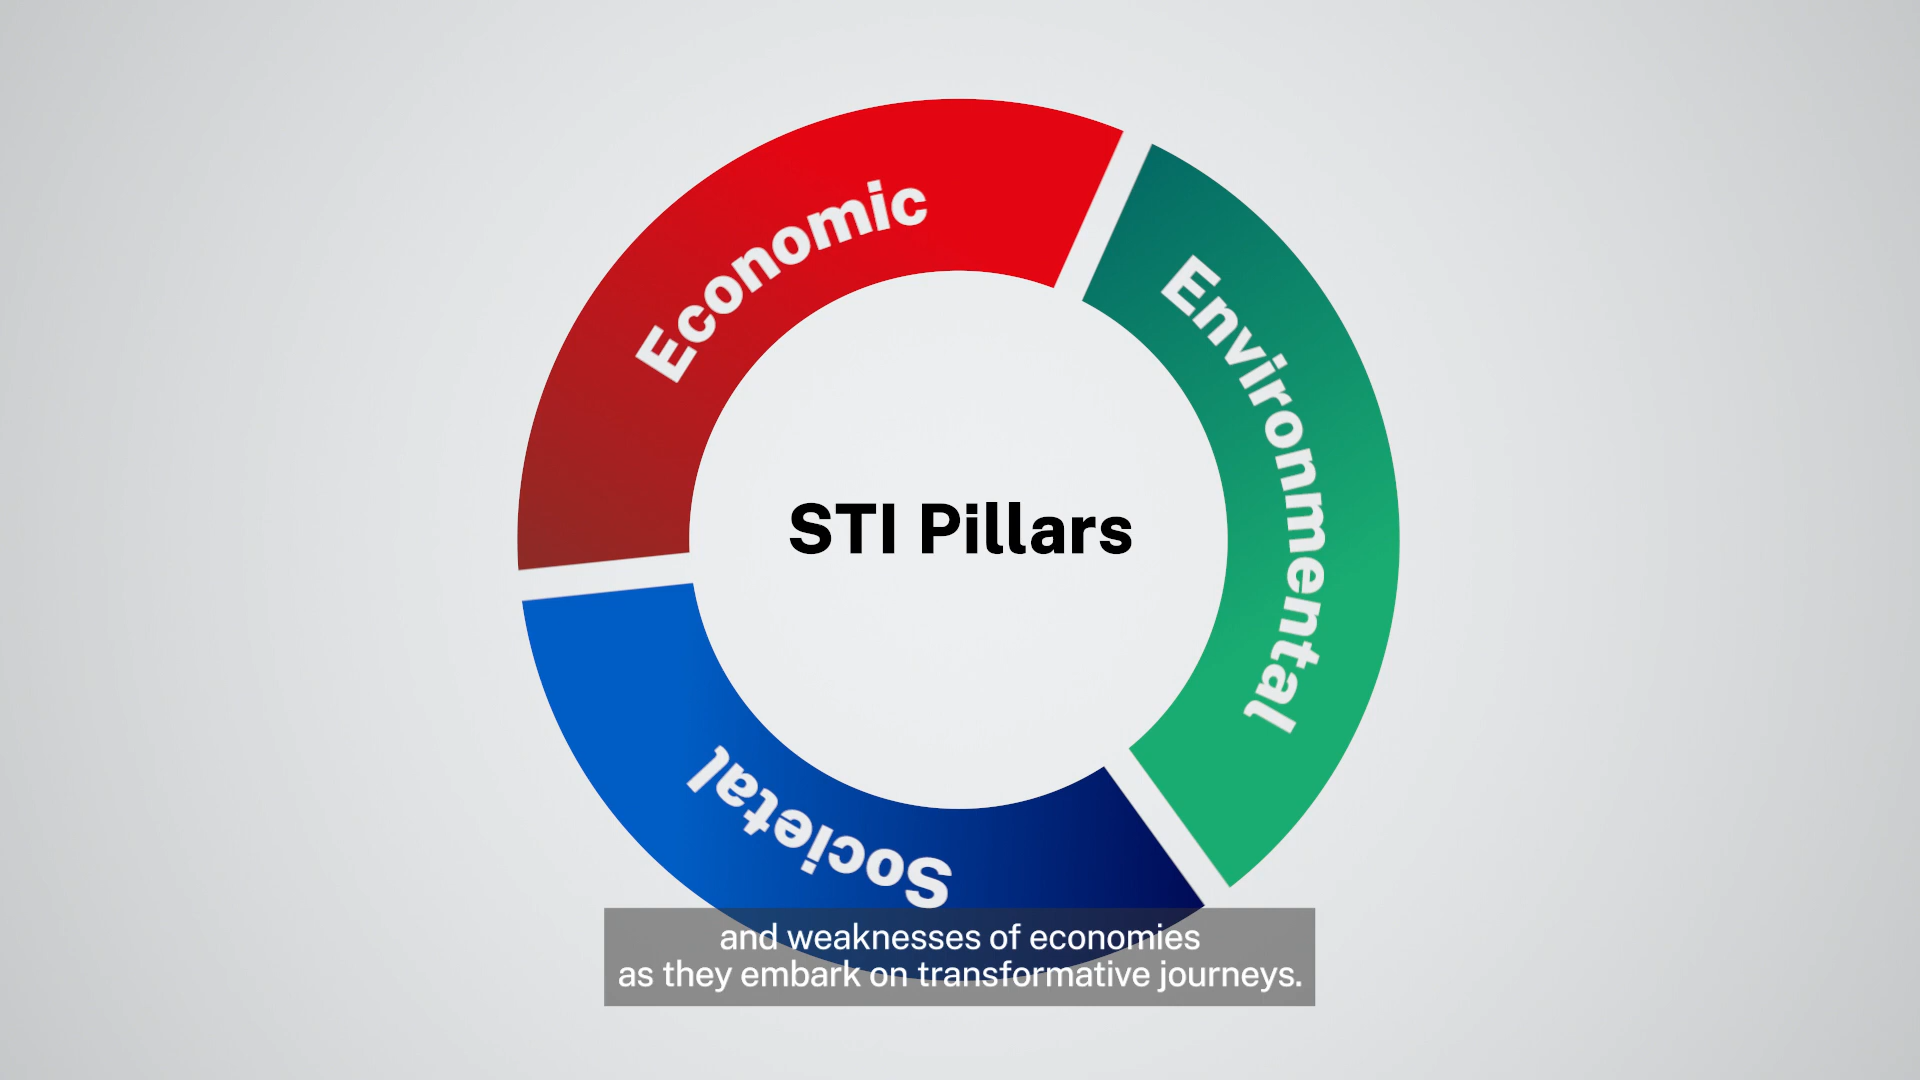 Economic
Environmental
STI Pillars
Societal
and weaknesses of economies
as they embark on transformative journeys.